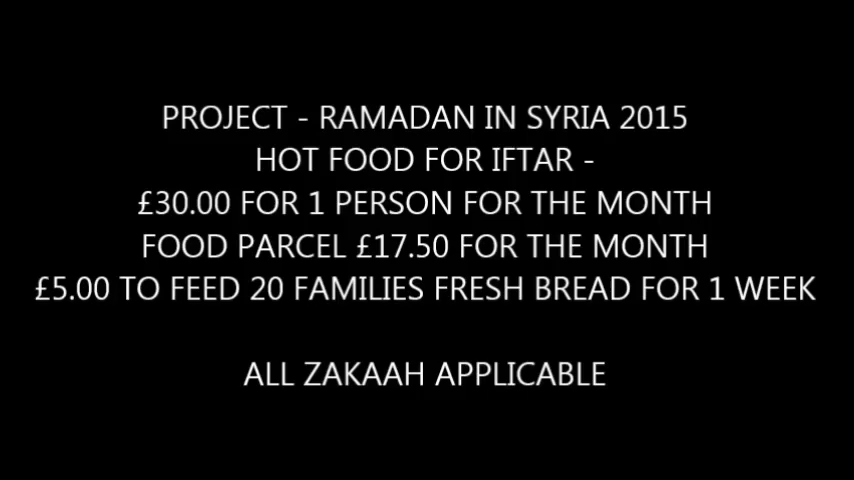 PROJECT - RAMADAN IN SYRIA 2015
HOT FOOD FOR IFTAR -
£30.00 FOR 1 PERSON FOR THE MONTH
FOOD PARCEL £17.50 FOR THE MONTH
£5.00 TO FEED 20 FAMILIES FRESH BREAD FOR 1 WEEK
ALL ZAKAAH APPLICABLE